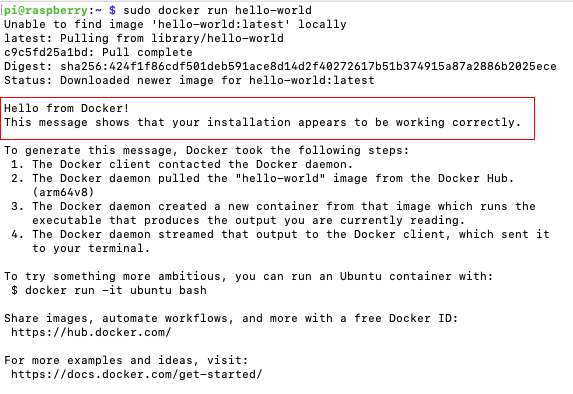 pi@raspberry:~ $ sudo docker run hello-world
Unable to find image 'hello-world:latest' locally
latest: Pulling from library/hello-world
c9c5fd25a1bd: Pull complete
Digest: sha256:424f1f86cdf501deb591ace8d14d2f40272617b51b374915a87a2886b2025ece
Status: Downloaded newer image for hello-world:latest
Hello from Docker!
This message shows that your installation appears to be working correctly.
To generate this message, Docker took the following steps:
1. The Docker client contacted the Docker daemon.
2. The Docker daemon pulled the "hello-world" image from the Docker Hub.
(arm64v8)
3. The Docker daemon created a new container from that image which runs the
executable that produces the output you are currently reading.
4. The Docker daemon streamed that output to the Docker client, which sent it
to your terminal.
To try something more ambitious, you can run an Ubuntu container with:
$ docker run -it ubuntu bash
Share images, automate workflows, and more with a free Docker ID:
https://hub.docker.com/
For more examples and ideas, visit:
https://docs.docker.com/get-started/